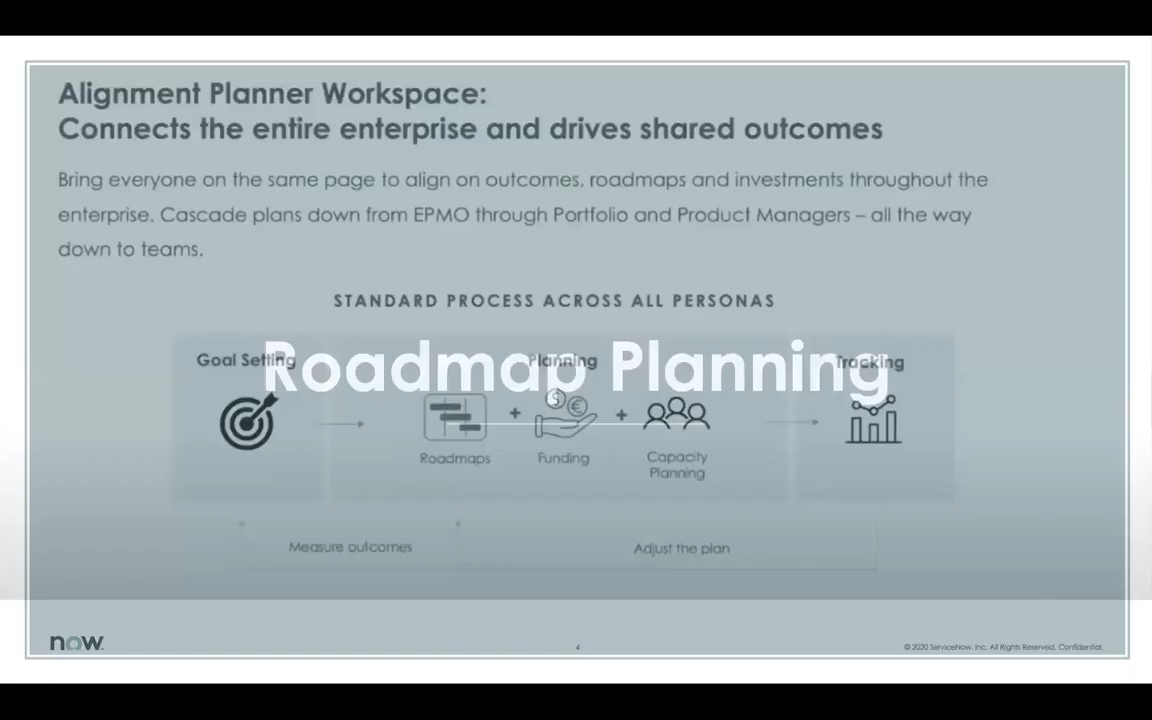 Alignment Planner Workspace:
Connects the entire enterprise and drives shared outcomes
Bring everyone on the same page to align on outcomes, roadmaps and investments throughout the
enterprise. Cascade plans down from EPMO through Portfolio and Product Managers – all the way
down to teams.
STANDARD PROCESS ACROSS ALL PERSONAS
Roadmap Planning
Goal Setting
Planning
Tracking
$ €
+
+
Roadmaps
Funding
Capacity
Planning
Measure outcomes
Adjust the plan
now
4
© 2020 ServiceNow, Inc. All Rights Reserved. Confidential.